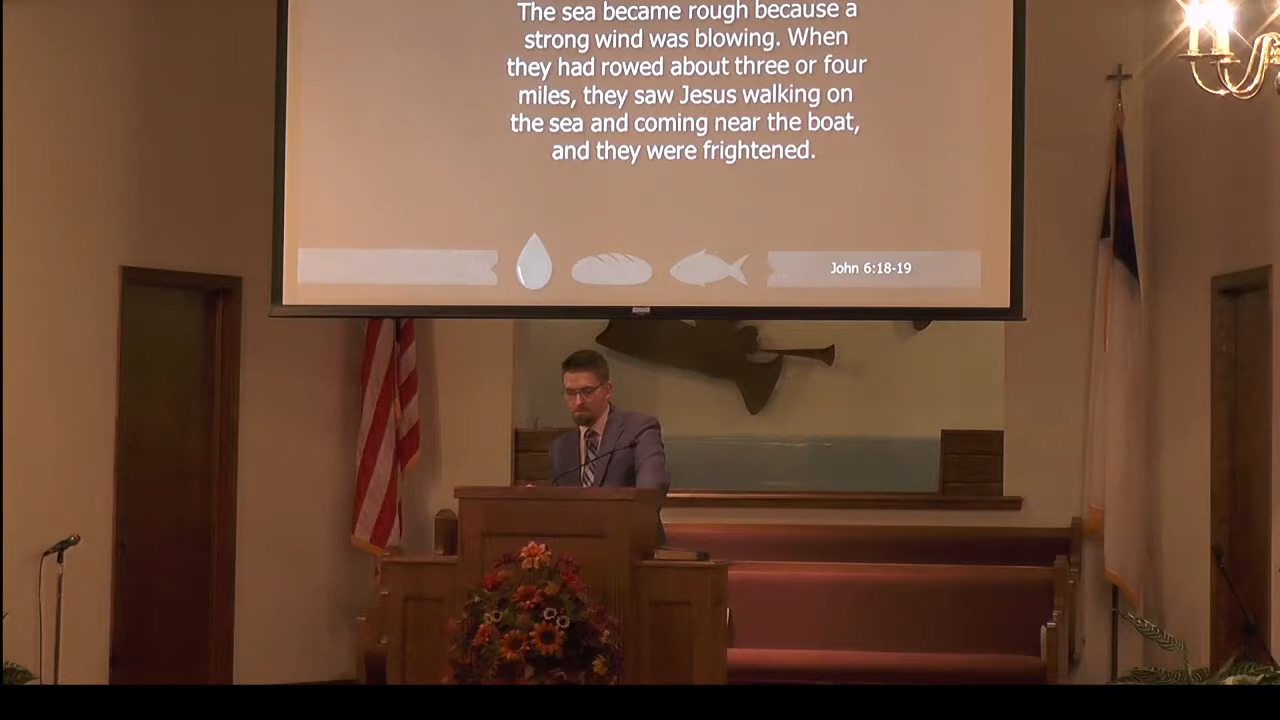 The sea became rough because a
strong wind was blowing. When
they had rowed about three or four
miles, they saw Jesus walking on
the sea and coming near the boat,
and they were frightened.
John 6:18-19